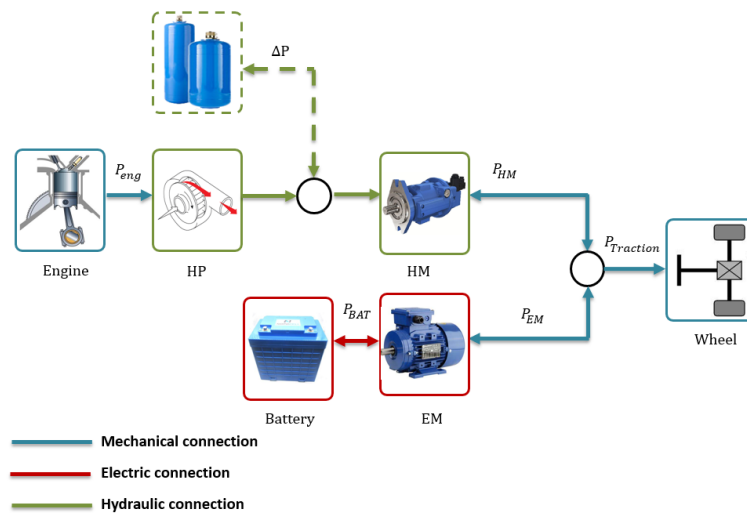 ΔP
P_eng
P_HM
Engine
HP
HM
P_Traction
P_BAT
P_EM
Wheel
Battery
EM
Mechanical connection
Electric connection
Hydraulic connection